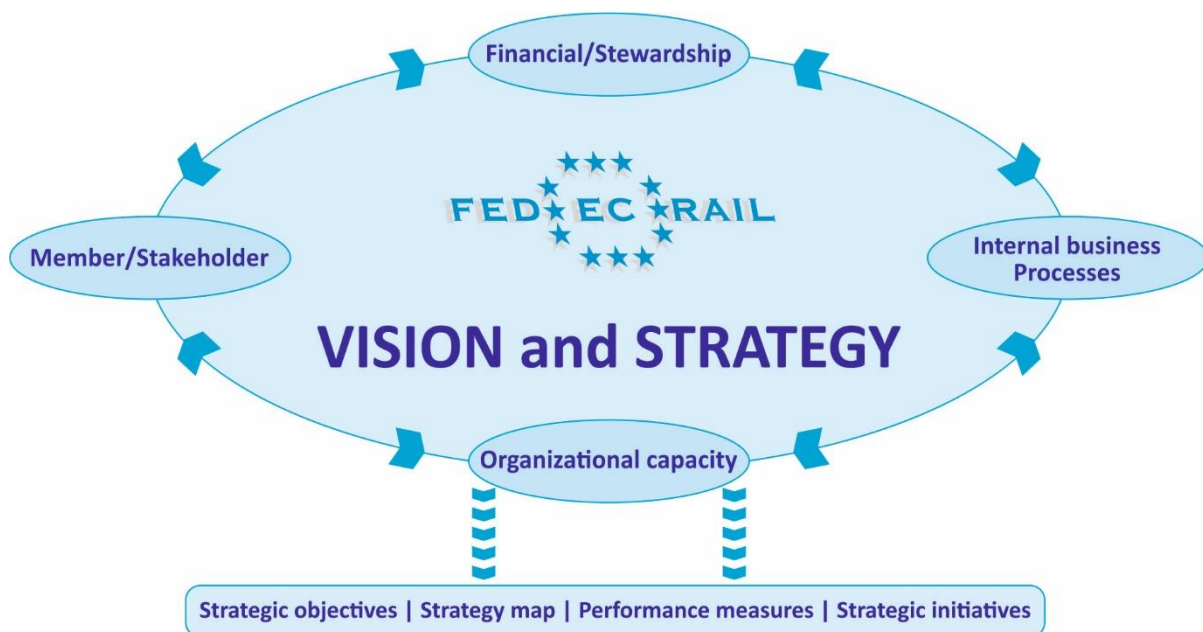 Financial/Stewardship
FED EC RAIL
Member/Stakeholder
Internal business
Processes
VISION and STRATEGY
Organizational capacity
Strategic objectives | Strategy map | Performance measures | Strategic initiatives